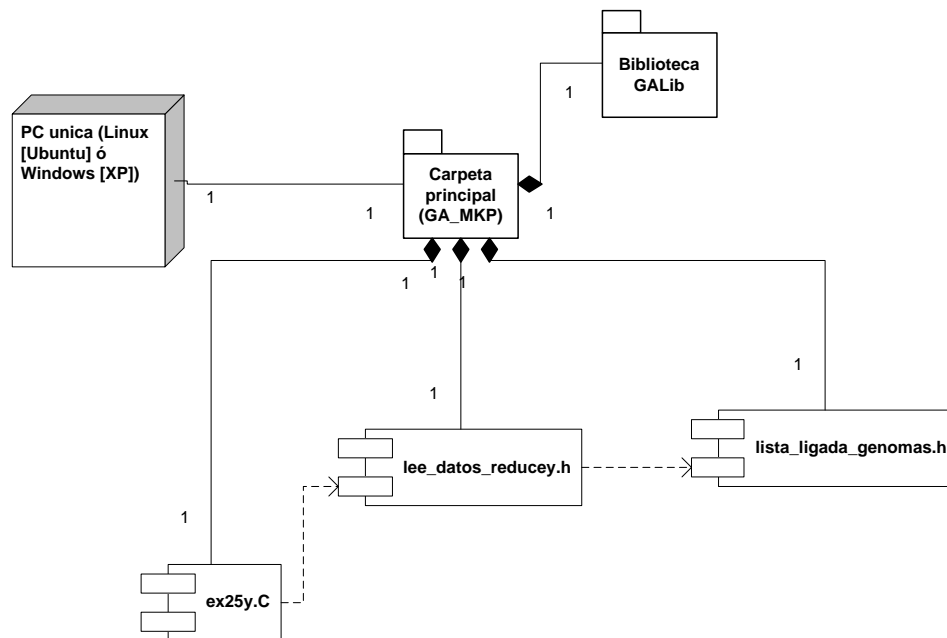 Biblioteca
GALib
1
PC unica (Linux
[Ubuntu] ó
Windows [XP])
Carpeta
principal
(GA_MKP)
1
1
1
1
1
1
1
1
lista_ligada_genomas.h
lee_datos_reducey.h
1
ex25y.C